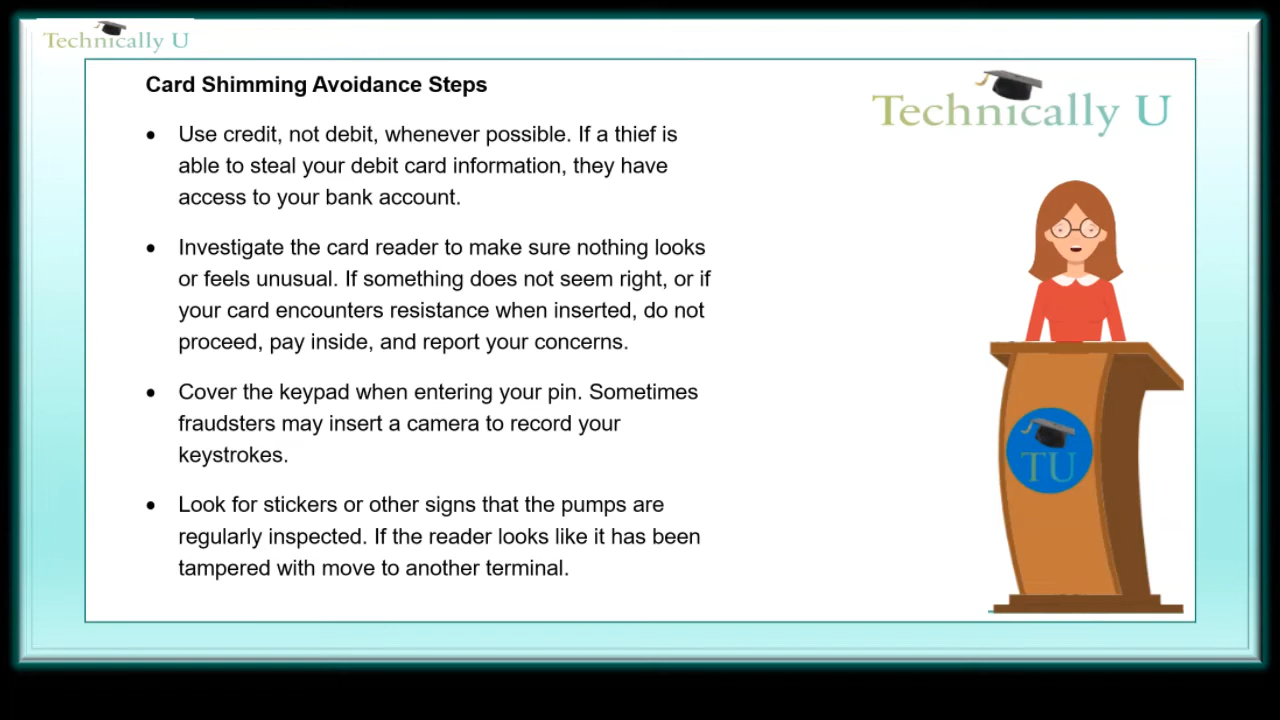 Technically U
Card Shimming Avoidance Steps
Technically U
• Use credit, not debit, whenever possible. If a thief is
able to steal your debit card information, they have
access to your bank account.
• Investigate the card reader to make sure nothing looks
or feels unusual. If something does not seem right, or if
your card encounters resistance when inserted, do not
proceed, pay inside, and report your concerns.
• Cover the keypad when entering your pin. Sometimes
fraudsters may insert a camera to record your
keystrokes.
• Look for stickers or other signs that the pumps are
regularly inspected. If the reader looks like it has been
tampered with move to another terminal.
TU